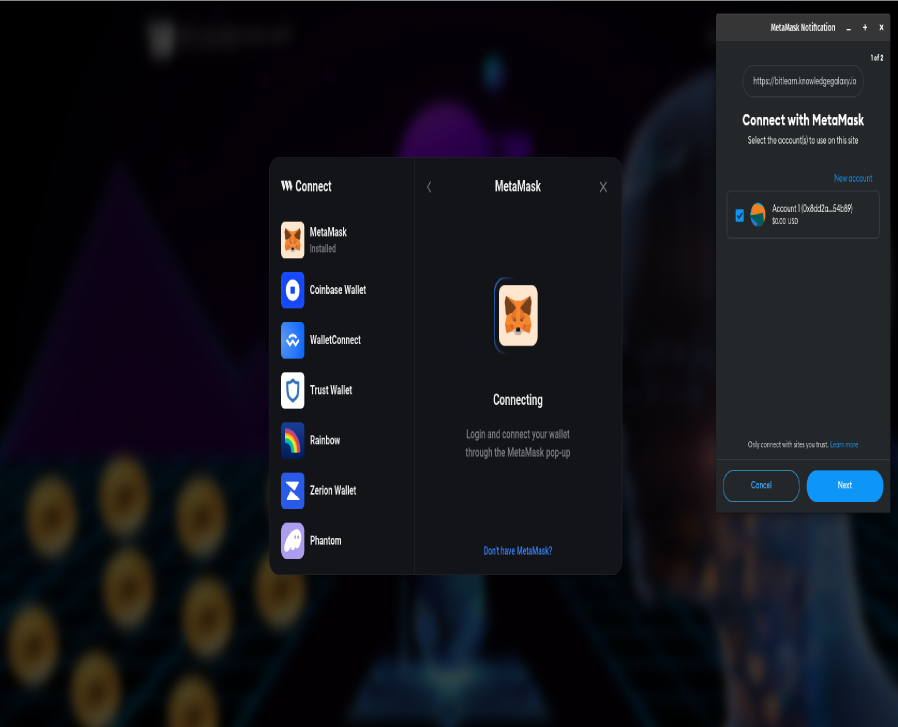 Connect
MetaMask
Installed
Coinbase Wallet
WalletConnect
Trust Wallet
Rainbow
Zerion Wallet
Phantom
MetaMask
Connecting
Login and connect your wallet
through the MetaMask pop-up
Don't have MetaMask?
MetaMask Notification
1 of 2
https://bitlearn.knowledgegalaxy.io
Connect with MetaMask
Select the account(s) to use on this site
New account
Account 1 (0x8dd2a...54b89)
$0.00 USD
Only connect with sites you trust. Learn more
Cancel
Next